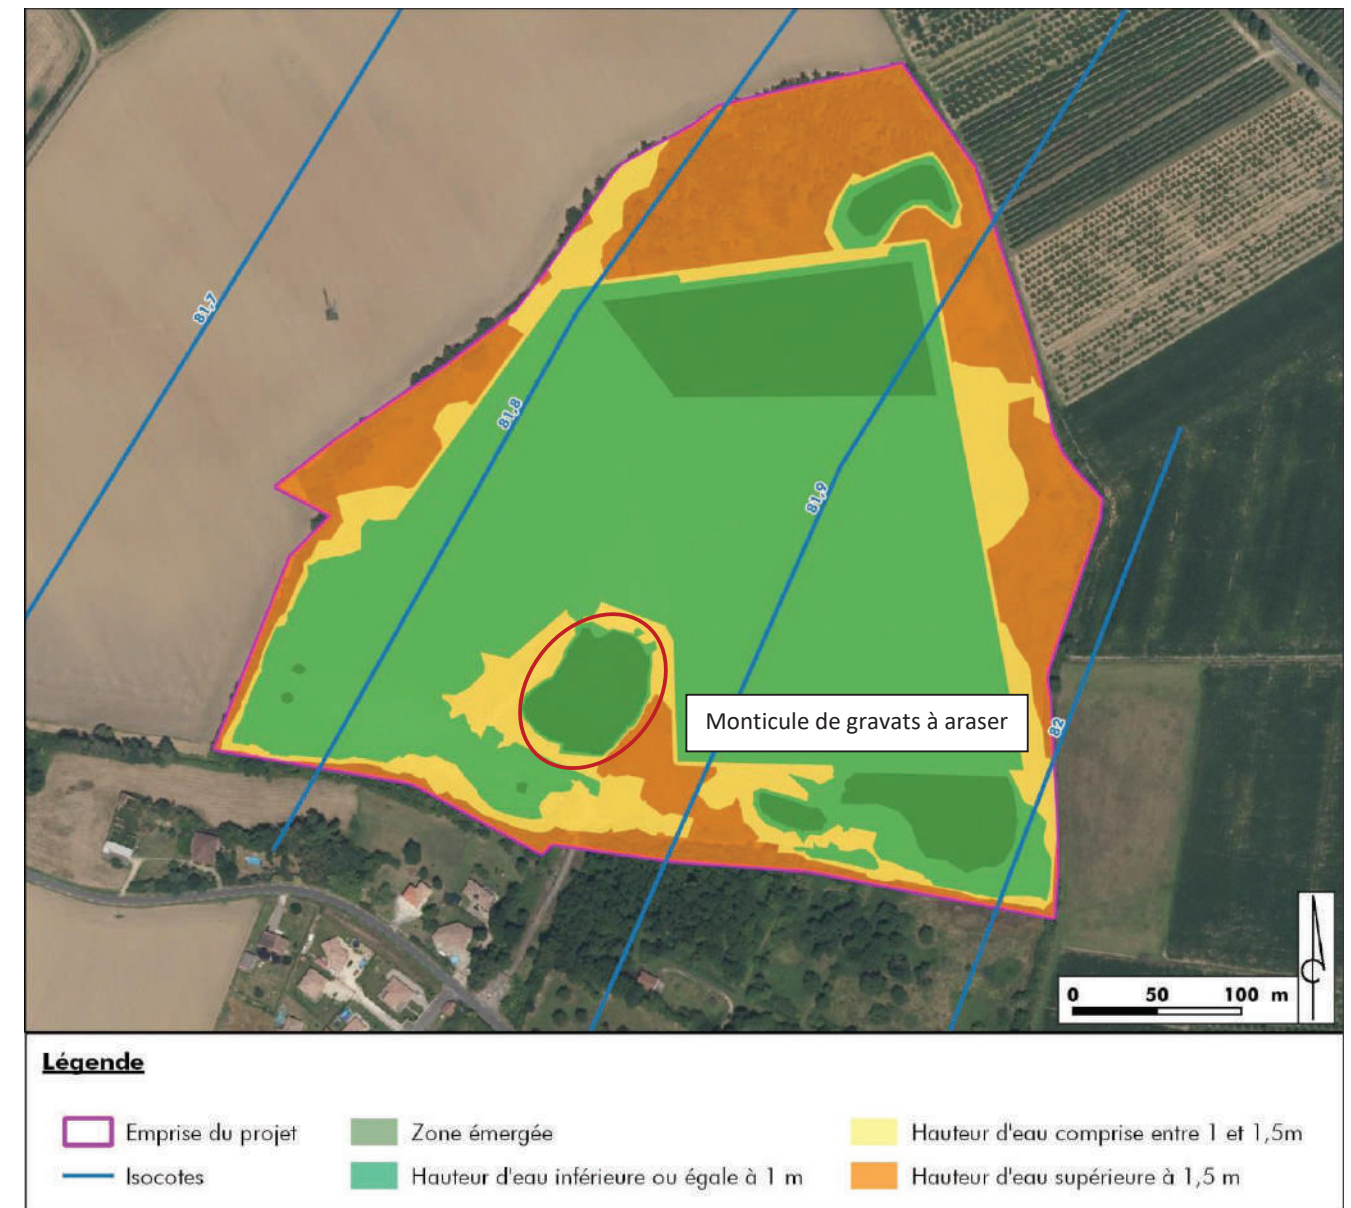 81,7
81,8
81,9
Monticule de gravats à araser
82
0 50 100 m
Légende
Emprise du projet
Isocotes
Zone émergée
Hauteur d'eau inférieure ou égale à 1 m
Hauteur d'eau comprise entre 1 et 1,5m
Hauteur d'eau supérieure à 1,5 m